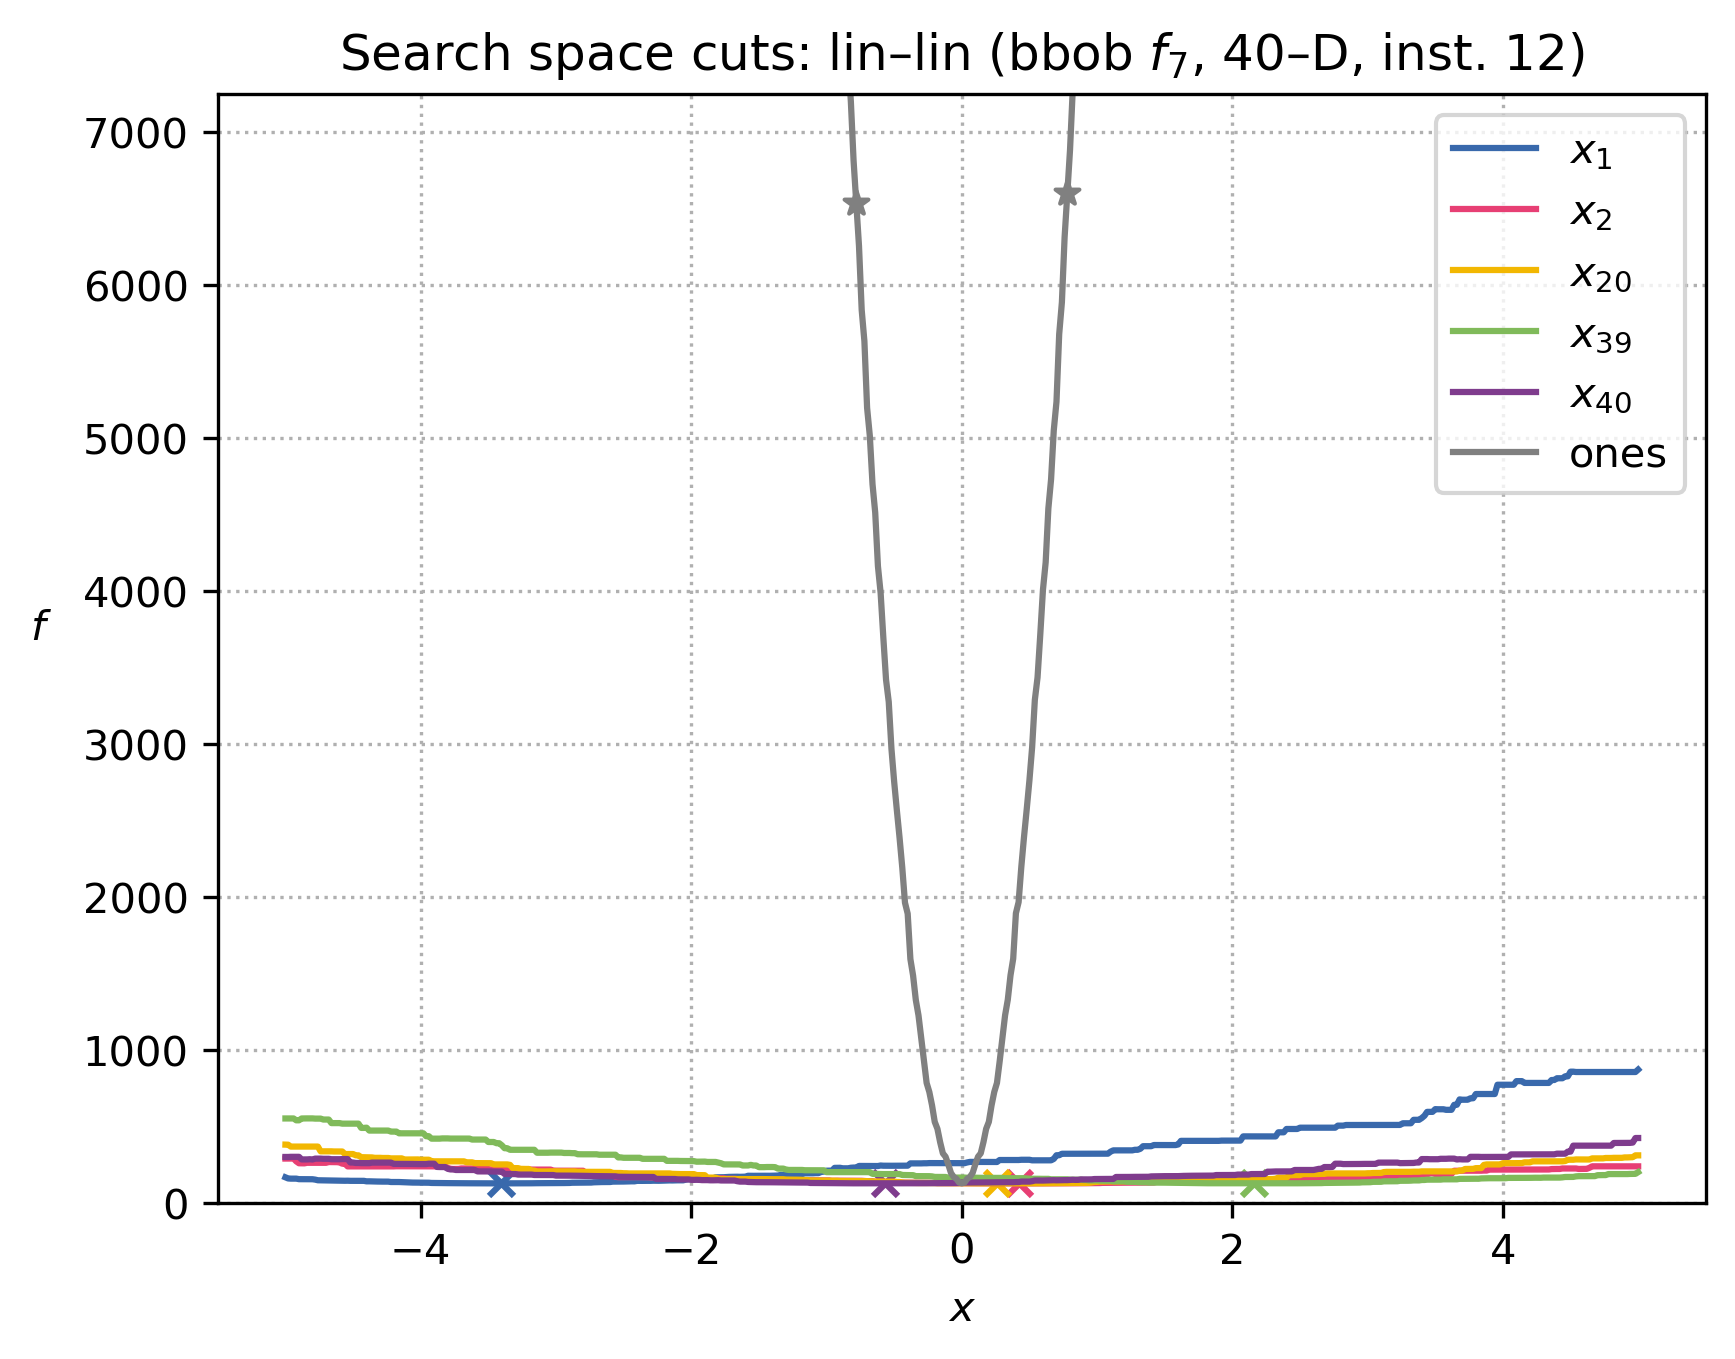 Search space cuts: lin–lin (bbob f₇, 40–D, inst. 12)
7000
6000
5000
4000
3000
2000
1000
0
f
−4
−2
0
2
4
x
x₁
x₂
x₂₀
x₃₉
x₄₀
ones